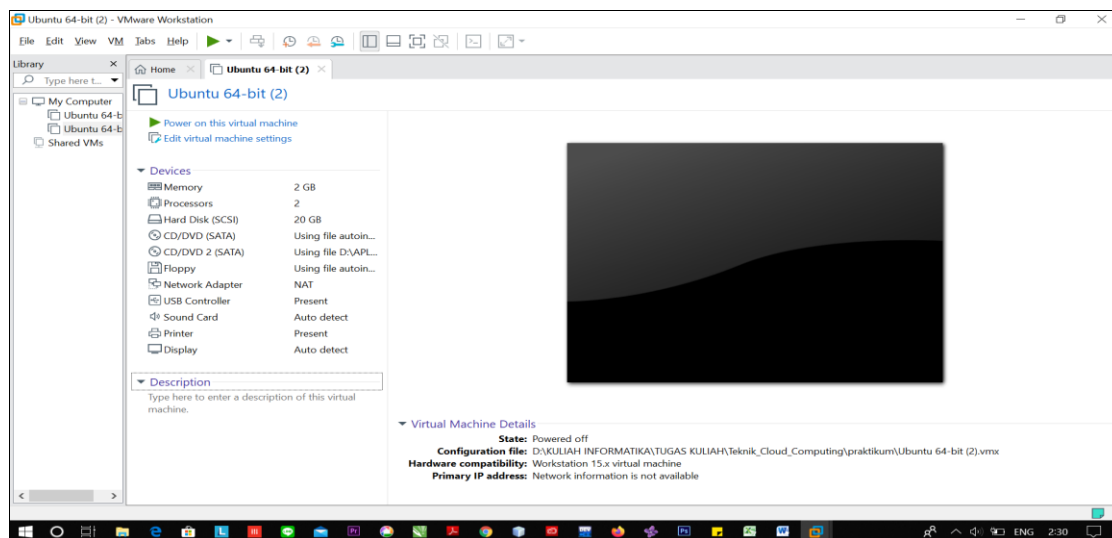 Ubuntu 64-bit (2) - VMware Workstation
File Edit View VM Tabs Help
Library
Type here t...
My Computer
Ubuntu 64-b
Ubuntu 64-b
Shared VMs
Home
Ubuntu 64-bit (2)
Ubuntu 64-bit (2)
Power on this virtual machine
Edit virtual machine settings
Devices
Memory 2 GB
Processors 2
Hard Disk (SCSI) 20 GB
CD/DVD (SATA) Using file autoin...
CD/DVD 2 (SATA) Using file D:\APL...
Floppy Using file autoin...
Network Adapter NAT
USB Controller Present
Sound Card Auto detect
Printer Present
Display Auto detect
Description
Type here to enter a description of this virtual
machine.
Virtual Machine Details
State: Powered off
Configuration file: D:\KULIAH INFORMATIKA\TUGAS KULIAH\Teknik_Cloud_Computing\praktikum\Ubuntu 64-bit (2).vmx
Hardware compatibility: Workstation 15.x virtual machine
Primary IP address: Network information is not available
ENG 2:30